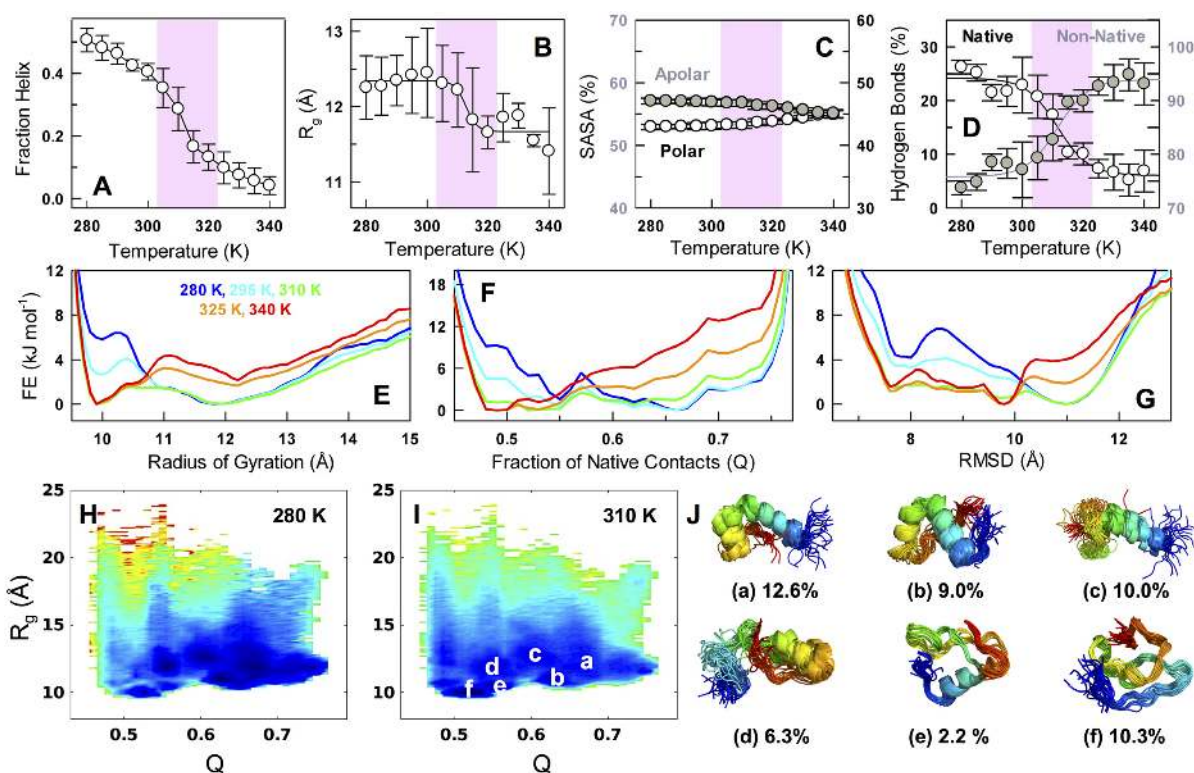 Fraction Helix
0.4
0.2
0.0
A
280 300 320 340
Temperature (K)
Rg (Å)
13
12
11
B
280 300 320 340
Temperature (K)
SASA (%)
70
60
50
40
C
Apolar
Polar
60
50
40
30
280 300 320 340
Temperature (K)
Hydrogen Bonds (%)
30
20
10
0
Native Non-Native
D
100
90
80
70
280 300 320 340
Temperature (K)
FE (kJ mol-1)
12
8
4
0
280 K, 295 K, 310 K
325 K, 340 K
E
10 11 12 13 14 15
Radius of Gyration (Å)
18
12
6
0
F
0.5 0.6 0.7
Fraction of Native Contacts (Q)
12
8
4
0
G
8 10 12
RMSD (Å)
Rg (Å)
25
20
15
10
H 280 K
0.5 0.6 0.7
Q
I 310 K
a
b
c
d
e
f
0.5 0.6 0.7
Q
J
(a) 12.6% (b) 9.0% (c) 10.0%
(d) 6.3% (e) 2.2 % (f) 10.3%